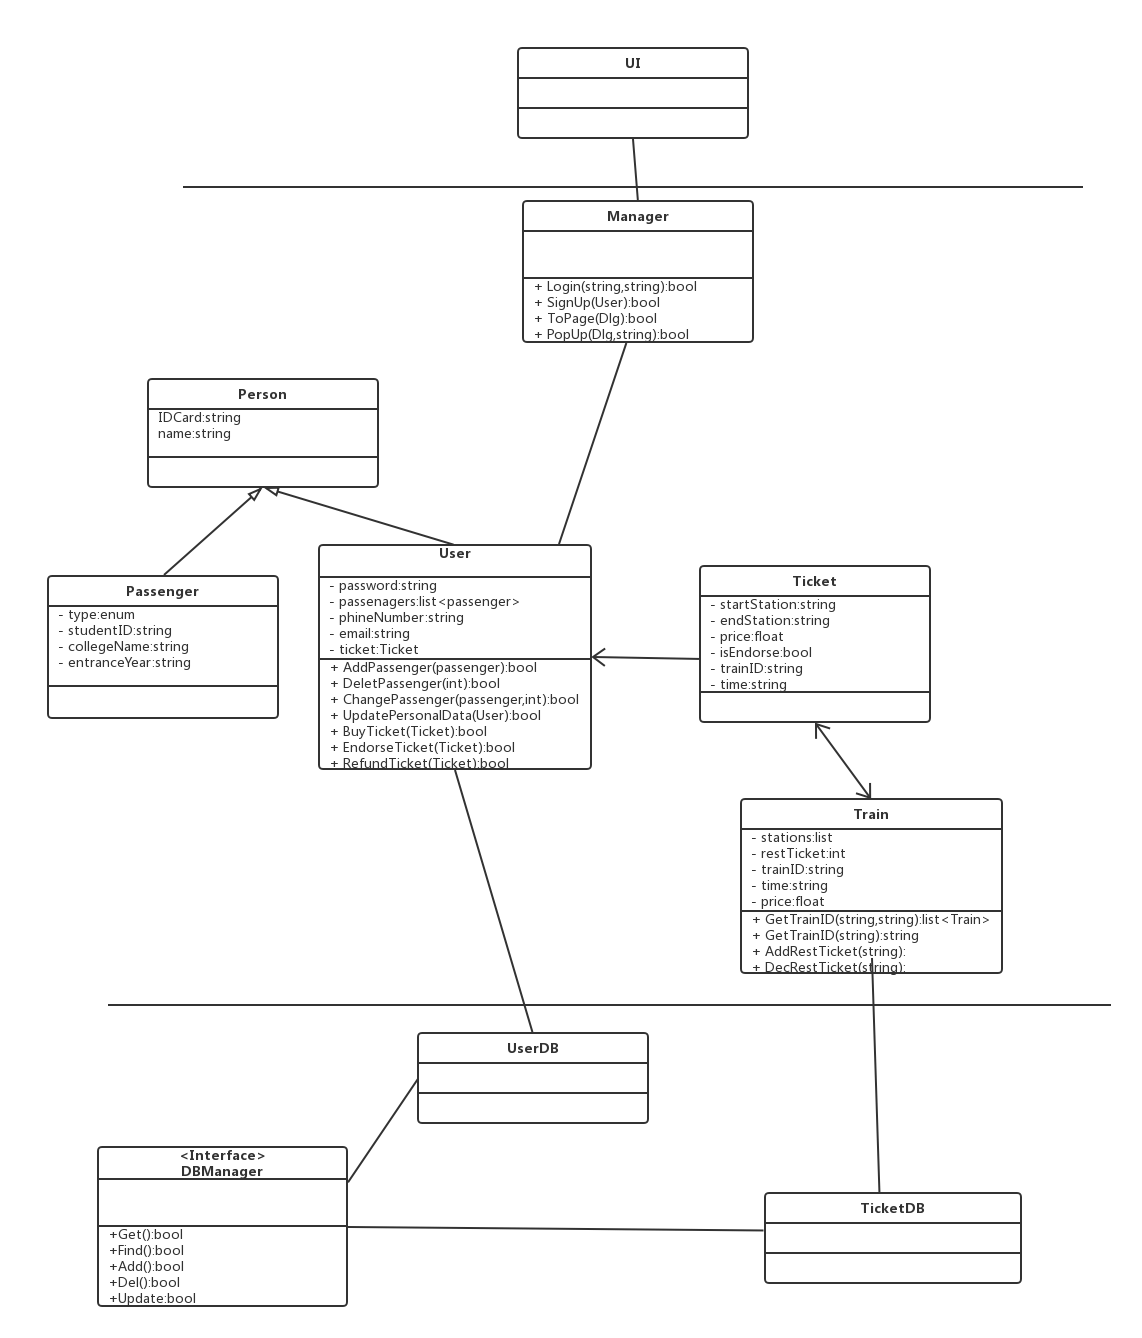 UI
Manager
+ Login(string,string):bool
+ SignUp(User):bool
+ ToPage(Dlg):bool
+ PopUp(Dlg,string):bool
Person
IDCard:string
name:string
Passenger
- type:enum
- studentID:string
- collegeName:string
- entranceYear:string
User
- password:string
- passenagers:list<passenger>
- phineNumber:string
- email:string
- ticket:Ticket
+ AddPassenger(passenger):bool
+ DeletPassenger(int):bool
+ ChangePassenger(passenger,int):bool
+ UpdatePersonalData(User):bool
+ BuyTicket(Ticket):bool
+ EndorseTicket(Ticket):bool
+ RefundTicket(Ticket):bool
Ticket
- startStation:string
- endStation:string
- price:float
- isEndorse:bool
- trainID:string
- time:string
Train
- stations:list
- restTicket:int
- trainID:string
- time:string
- price:float
+ GetTrainID(string,string):list<Train>
+ GetTrainID(string):string
+ AddRestTicket(string):
+ DecRestTicket(string):
UserDB
<Interface>
DBManager
+Get():bool
+Find():bool
+Add():bool
+Del():bool
+Update:bool
TicketDB